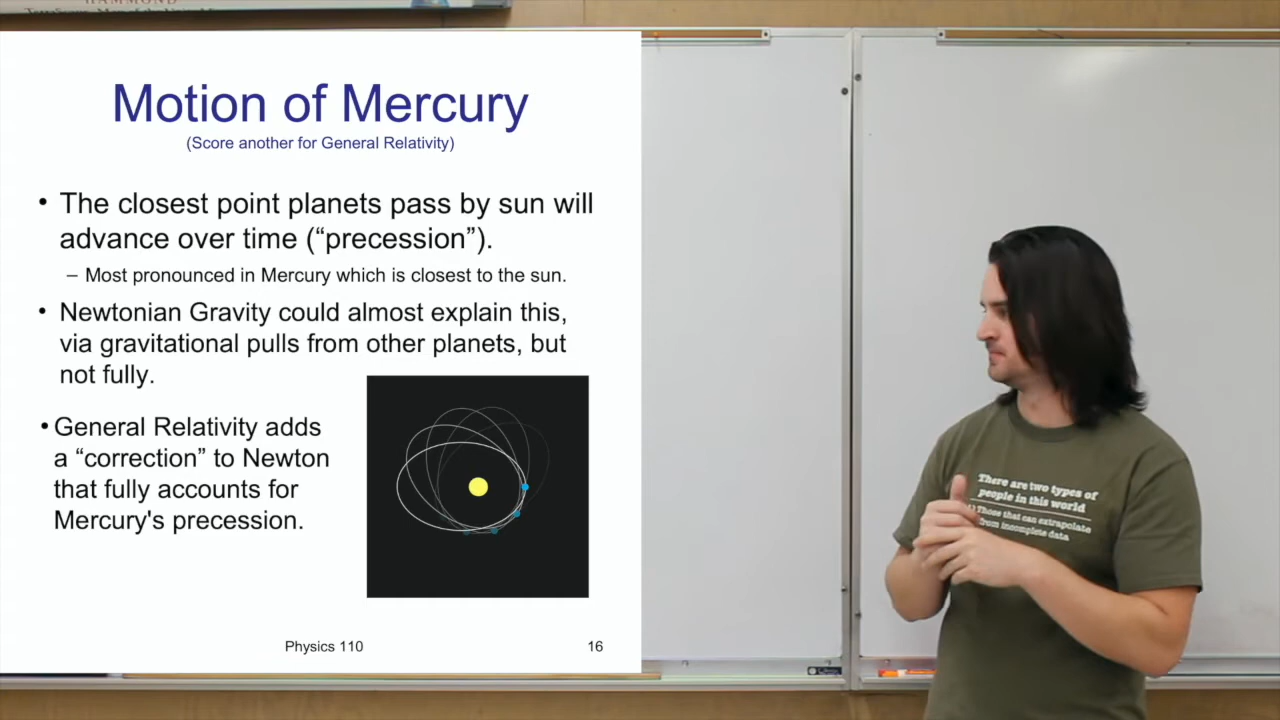 HAMMOND
Motion of Mercury
(Score another for General Relativity)
• The closest point planets pass by sun will
advance over time (“precession”).
– Most pronounced in Mercury which is closest to the sun.
• Newtonian Gravity could almost explain this,
via gravitational pulls from other planets, but
not fully.
• General Relativity adds
a “correction” to Newton
that fully accounts for
Mercury's precession.
Physics 110
16
There are two types of
people in this world
1) Those that can extrapolate
from incomplete data